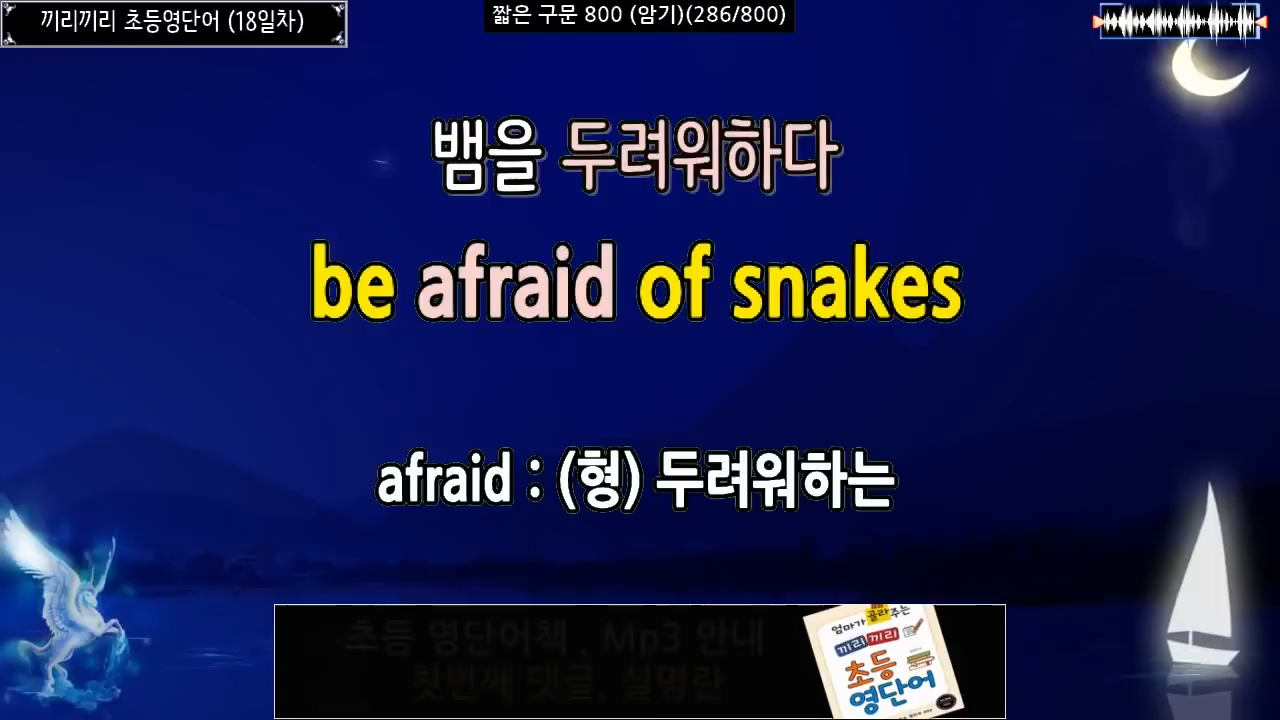 끼리끼리 초등영단어 (18일차)
짧은 구문 800 (암기)(286/800)
뱀을 두려워하다
be afraid of snakes
afraid : (형) 두려워하는
초등 영단어책, Mp3 안내
첫번째 댓글, 설명란
엄마가 골라주는
끼리끼리
초등
영단어